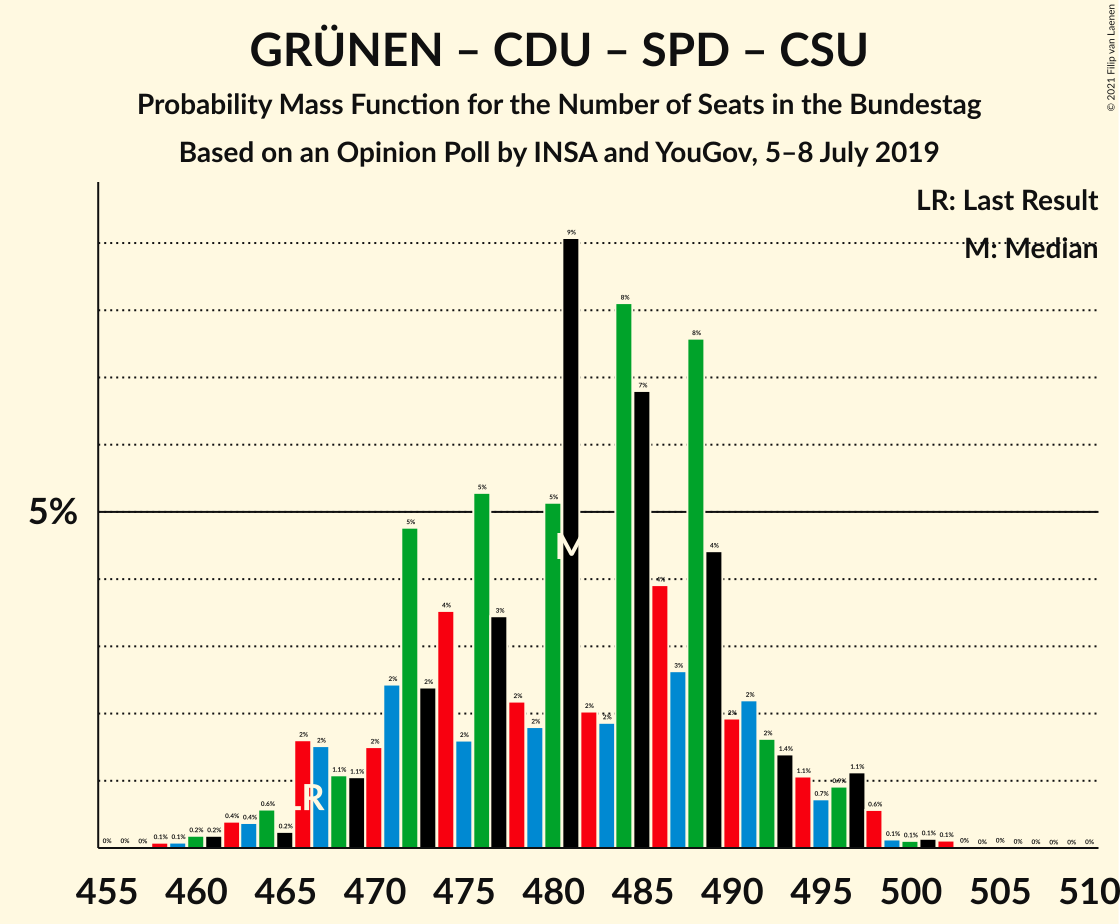 GRÜNEN – CDU – SPD – CSU
Probability Mass Function for the Number of Seats in the Bundestag
Based on an Opinion Poll by INSA and YouGov, 5–8 July 2019
© 2021 Filip van Laenen
LR: Last Result
M: Median
5%
0% 0% 0% 0.1% 0.1% 0.2% 0.2% 0.4% 0.4% 0.6% 0.2% 2% 2% 1.1% 1.1% 2% 2% 5% 2% 4% 2% 5% 3% 2% 2% 5% 9% 2% 2% 8% 7% 4% 3% 8% 4% 2% 2% 2% 1.4% 1.1% 0.7% 0.9% 1.1% 0.6% 0.1% 0.1% 0.1% 0.1% 0% 0% 0% 0% 0% 0% 0% 0%
M
LR
455 460 465 470 475 480 485 490 495 500 505 510